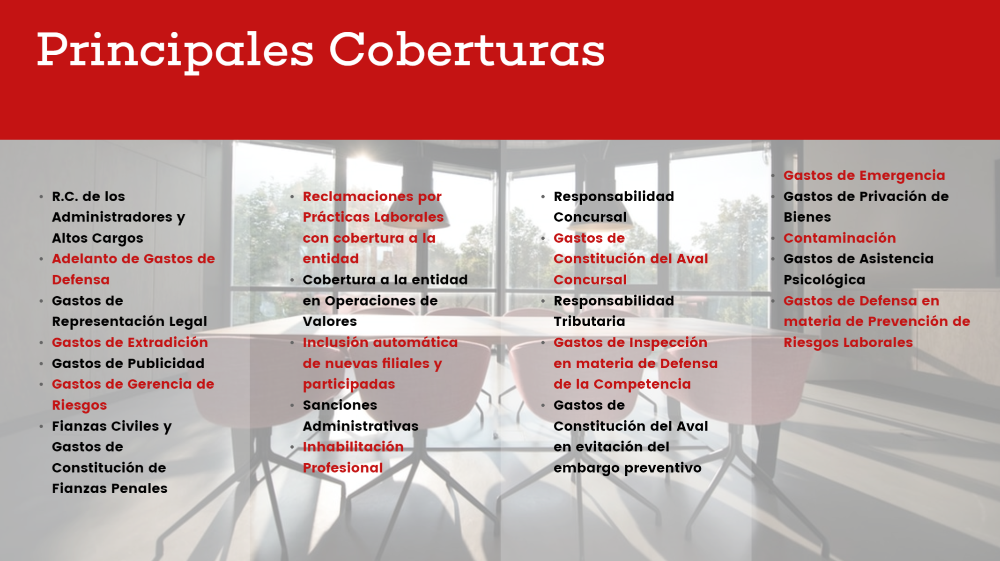 Principales Coberturas
• R.C. de los
Administradores y
Altos Cargos
• Adelanto de Gastos de
Defensa
• Gastos de
Representación Legal
• Gastos de Extradición
• Gastos de Publicidad
• Gastos de Gerencia de
Riesgos
• Fianzas Civiles y
Gastos de
Constitución de
Fianzas Penales
• Reclamaciones por
Prácticas Laborales
con cobertura a la
entidad
• Cobertura a la entidad
en Operaciones de
Valores
• Inclusión automática
de nuevas filiales y
participadas
• Sanciones
Administrativas
• Inhabilitación
Profesional
• Responsabilidad
Concursal
• Gastos de
Constitución del Aval
Concursal
• Responsabilidad
Tributaria
• Gastos de Inspección
en materia de Defensa
de la Competencia
• Gastos de
Constitución del Aval
en evitación del
embargo preventivo
• Gastos de Emergencia
• Gastos de Privación de
Bienes
• Contaminación
• Gastos de Asistencia
Psicológica
• Gastos de Defensa en
materia de Prevención de
Riesgos Laborales